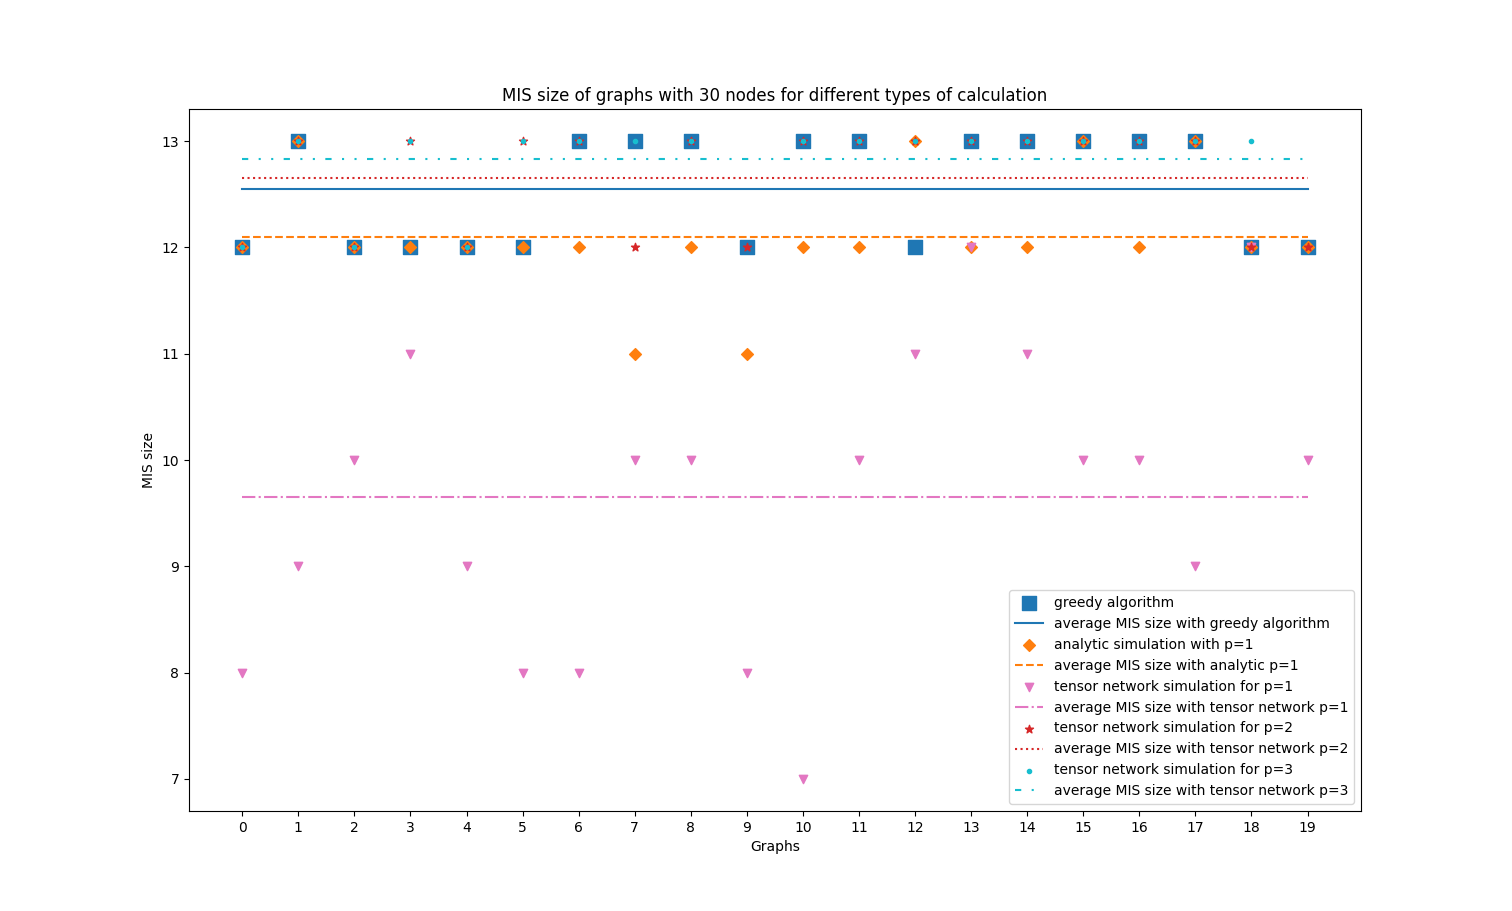 MIS size of graphs with 30 nodes for different types of calculation
13
12
11
10
9
8
7
MIS size
greedy algorithm
average MIS size with greedy algorithm
analytic simulation with p=1
average MIS size with analytic p=1
tensor network simulation for p=1
average MIS size with tensor network p=1
tensor network simulation for p=2
average MIS size with tensor network p=2
tensor network simulation for p=3
average MIS size with tensor network p=3
0 1 2 3 4 5 6 7 8 9 10 11 12 13 14 15 16 17 18 19
Graphs